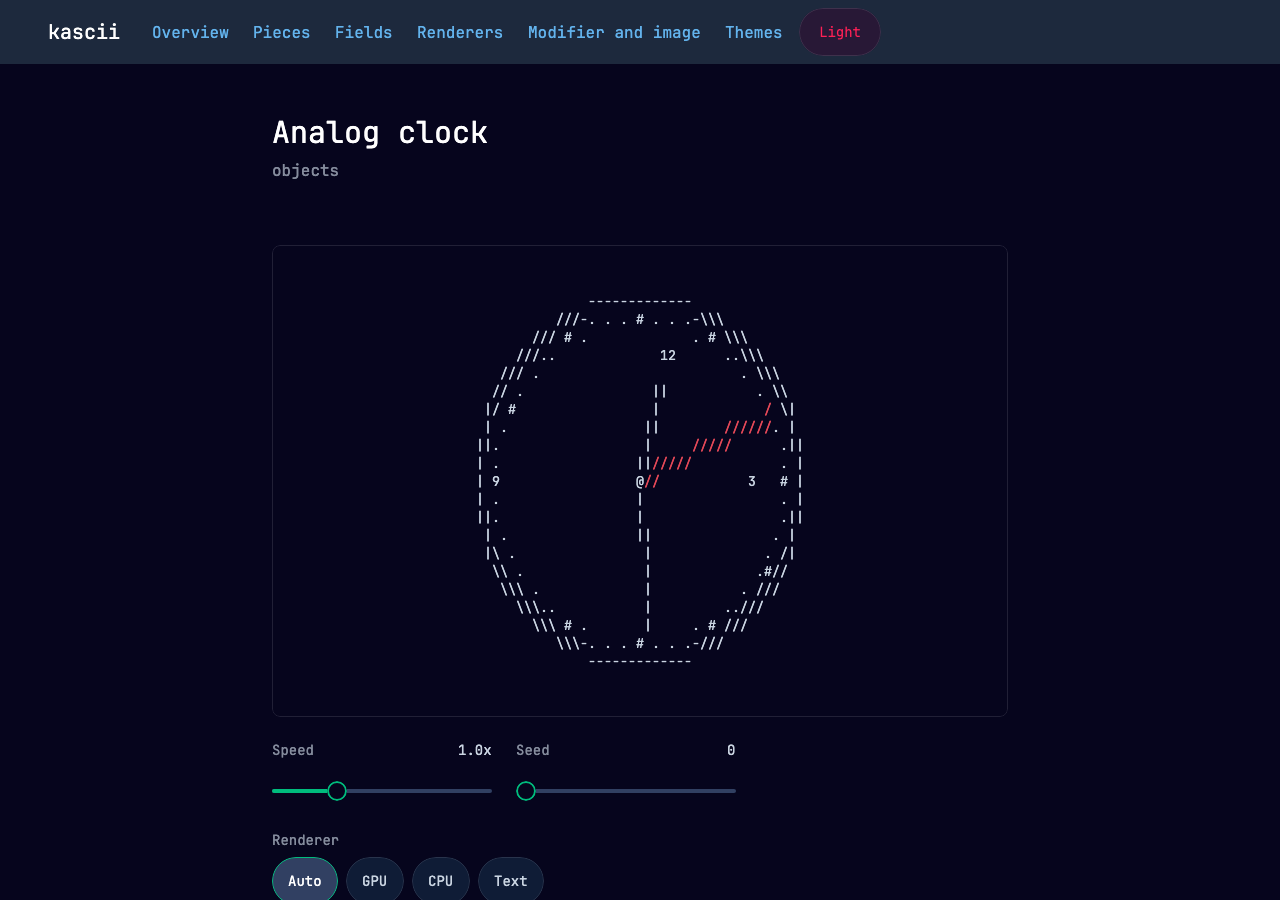 kascii Overview Pieces Fields Renderers Modifier and image Themes Light
Analog clock
objects
             -------------
         ///-. . . # . . .-\\\
      /// # .             . # \\\
    ///..             12      ..\\\
  /// .                         . \\\
 // .                ||           . \\
|/ #                 |             / \|
| .                 ||        //////. |
||.                  |     /////      .||
| .                 ||/////           . |
| 9                 @//           3   # |
| .                 |                 . |
||.                 |                 .||
| .                ||               . |
|\ .                |              . /|
 \\ .               |             .#//
  \\\ .             |           . ///
    \\\..           |         ..///
      \\\ # .       |     . # ///
         \\\-. . . # . . .-///
             -------------
Speed 1.0x Seed 0
Renderer
Auto GPU CPU Text